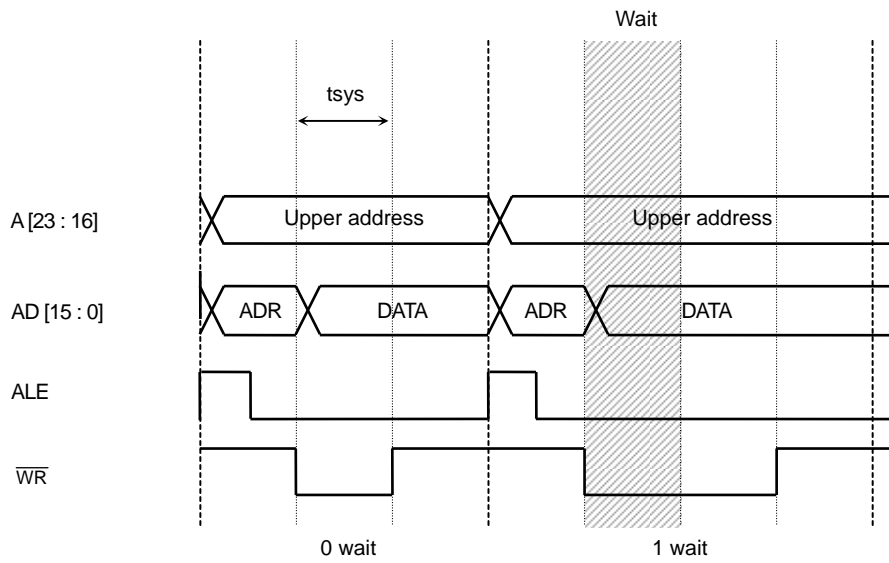 Wait
tsys
A [23 : 16]
Upper address
Upper address
AD [15 : 0]
ADR
DATA
ADR
DATA
ALE
WR
0 wait
1 wait